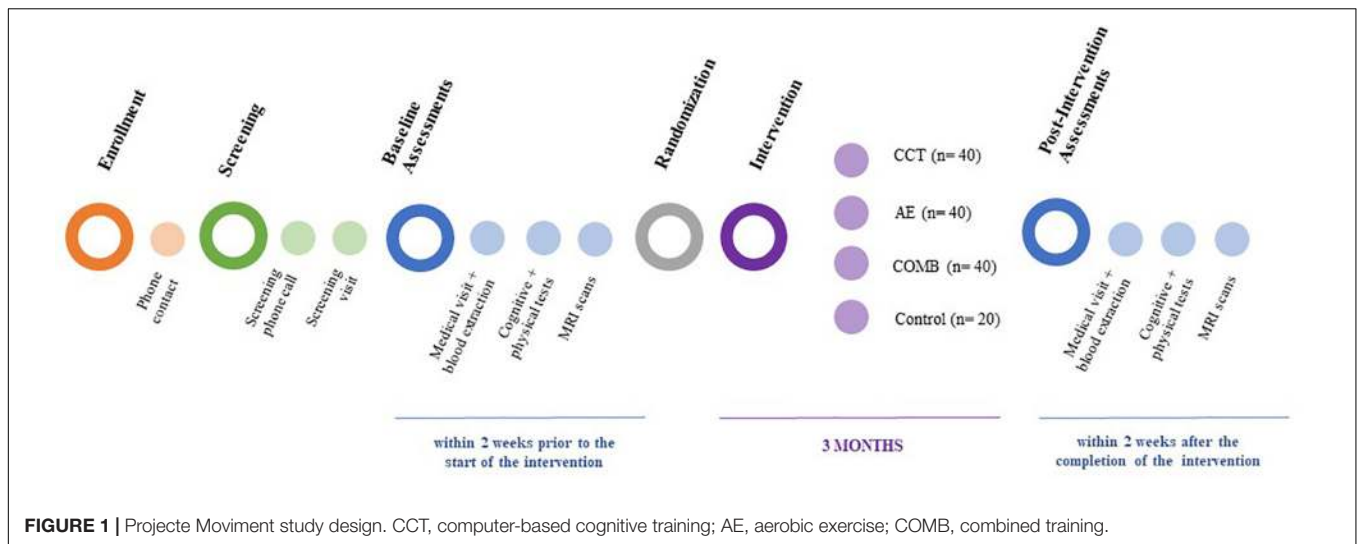 Enrollment
Phone
contact
Screening
Screening
phone call
Screening
visit
Baseline
Assessments
Medical visit +
blood extraction
Cognitive +
physical tests
MRI scans
Randomization
Intervention
CCT (n= 40)
AE (n= 40)
COMB (n= 40)
Control (n= 20)
Post-Intervention
Assessments
Medical visit +
blood extraction
Cognitive +
physical tests
MRI scans
within 2 weeks prior to the
start of the intervention
3 MONTHS
within 2 weeks after the
completion of the intervention
FIGURE 1 | Projecte Moviment study design. CCT, computer-based cognitive training; AE, aerobic exercise; COMB, combined training.